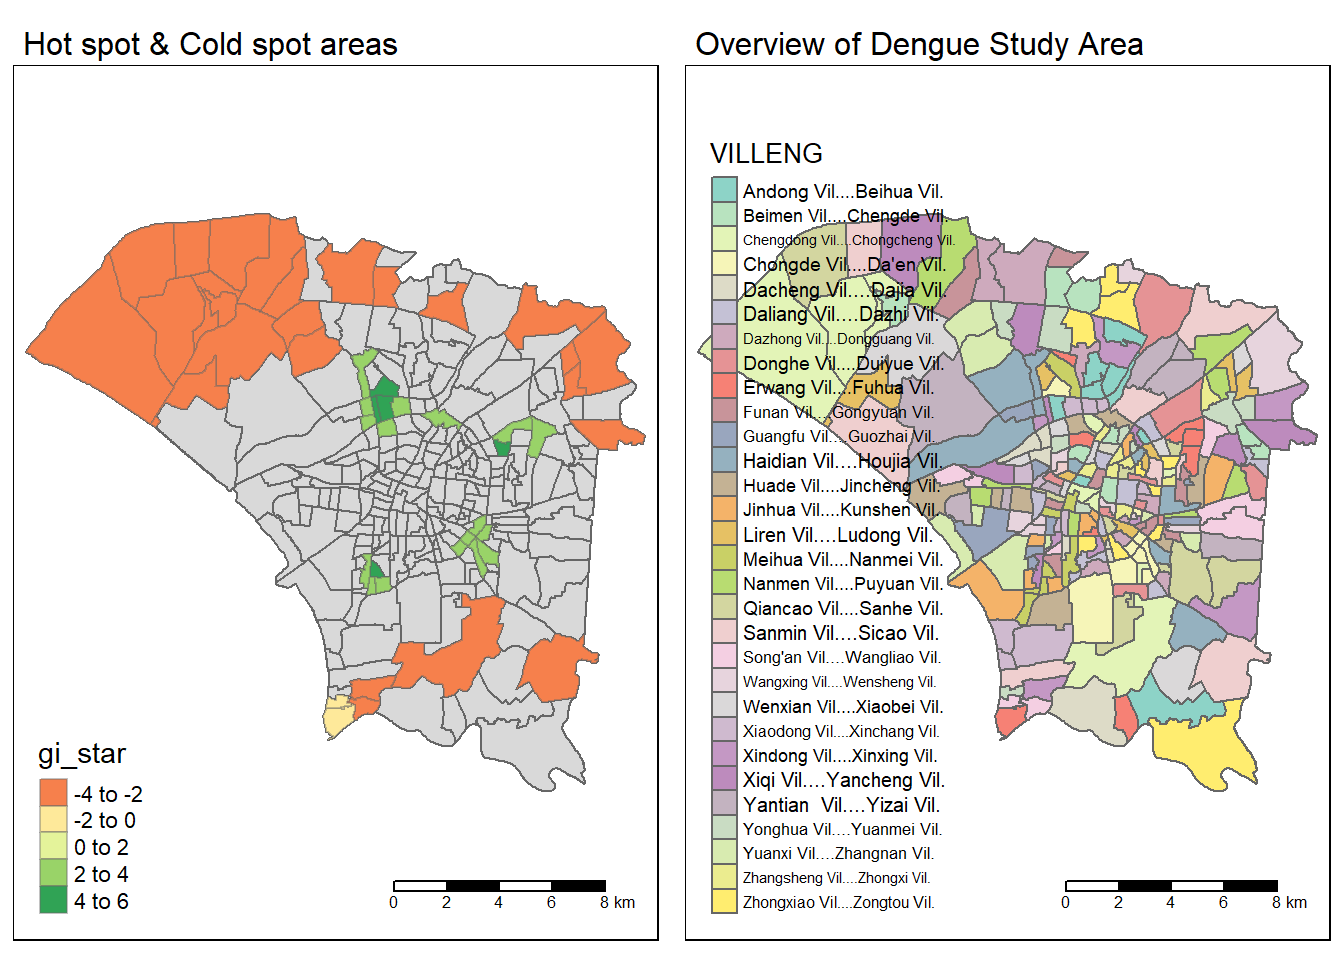 Hot spot & Cold spot areas
gi_star
-4 to -2
-2 to 0
0 to 2
2 to 4
4 to 6
0 2 4 6 8 km
Overview of Dengue Study Area
VILLENG
Andong Vil....Beihua Vil.
Beimen Vil....Chengde Vil.
Chengdong Vil....Chongcheng Vil.
Chongde Vil....Da'en Vil.
Dacheng Vil....Dajia Vil.
Daliang Vil....Dazhi Vil.
Dazhong Vil....Dongguang Vil.
Donghe Vil....Duiyue Vil.
Erwang Vil....Fuhua Vil.
Funan Vil....Gongyuan Vil.
Guangfu Vil....Guozhai Vil.
Haidian Vil....Houjia Vil.
Huade Vil....Jincheng Vil.
Jinhua Vil....Kunshen Vil.
Liren Vil....Ludong Vil.
Meihua Vil....Nanmei Vil.
Nanmen Vil....Puyuan Vil.
Qiancao Vil....Sanhe Vil.
Sanmin Vil....Sicao Vil.
Song'an Vil....Wangliao Vil.
Wangxing Vil....Wensheng Vil.
Wenxian Vil....Xiaobei Vil.
Xiaodong Vil....Xinchang Vil.
Xindong Vil....Xinxing Vil.
Xiqi Vil....Yancheng Vil.
Yantian  Vil....Yizai Vil.
Yonghua Vil....Yuanmei Vil.
Yuanxi Vil....Zhangnan Vil.
Zhangsheng Vil....Zhongxi Vil.
Zhongxiao Vil....Zongtou Vil.
0 2 4 6 8 km